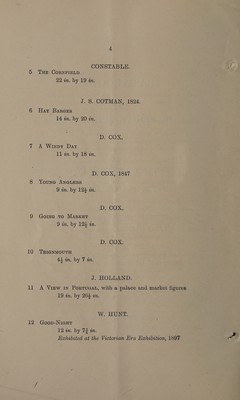 4
CONSTABLE.
5 THE CORNFIELD
22 in. by 19 in.
J. S. COTMAN, 1824.
6 HAY BARGES
14 in. by 20 in.
D. COX.
7 A WINDY DAY
11 in. by 18 in.
D. COX, 1847
8 YOUNG ANGLERS
9 in. by 12½ in.
D. COX.
9 GOING TO MARKET
9 in. by 12½ in.
D. COX.
10 TEIGNMOUTH
4½ in. by 7 in.
J. HOLLAND.
11 A VIEW IN PORTUGAL, with a palace and market figures
19 in. by 26½ in.
W. HUNT.
12 GOOD-NIGHT
13 in. by 7½ in.
Exhibited at the Victorian Era Exhibition, 1897